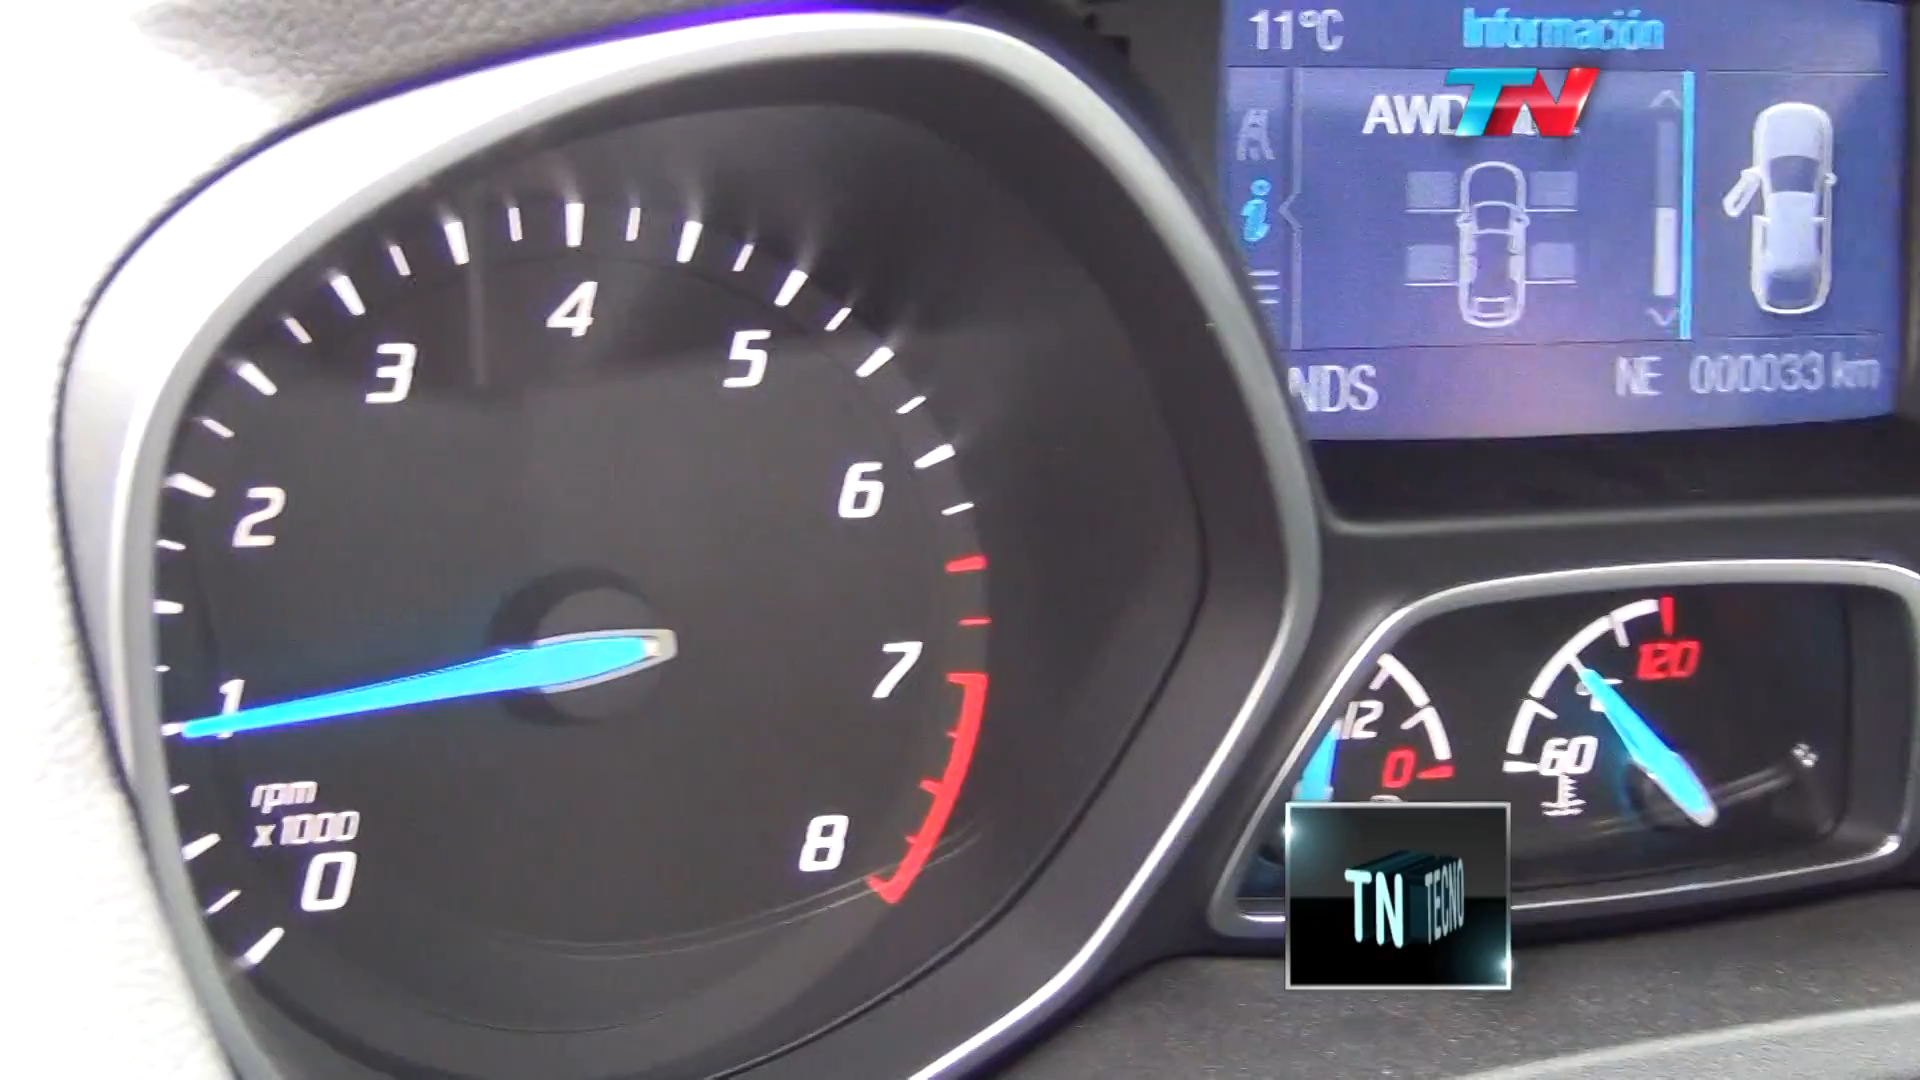 11°C Información
TN
AWD
NDS NE 000033 km
0
1
2
3
4
5
6
7
8
rpm
x1000
12
0
60
120
TN TECNO